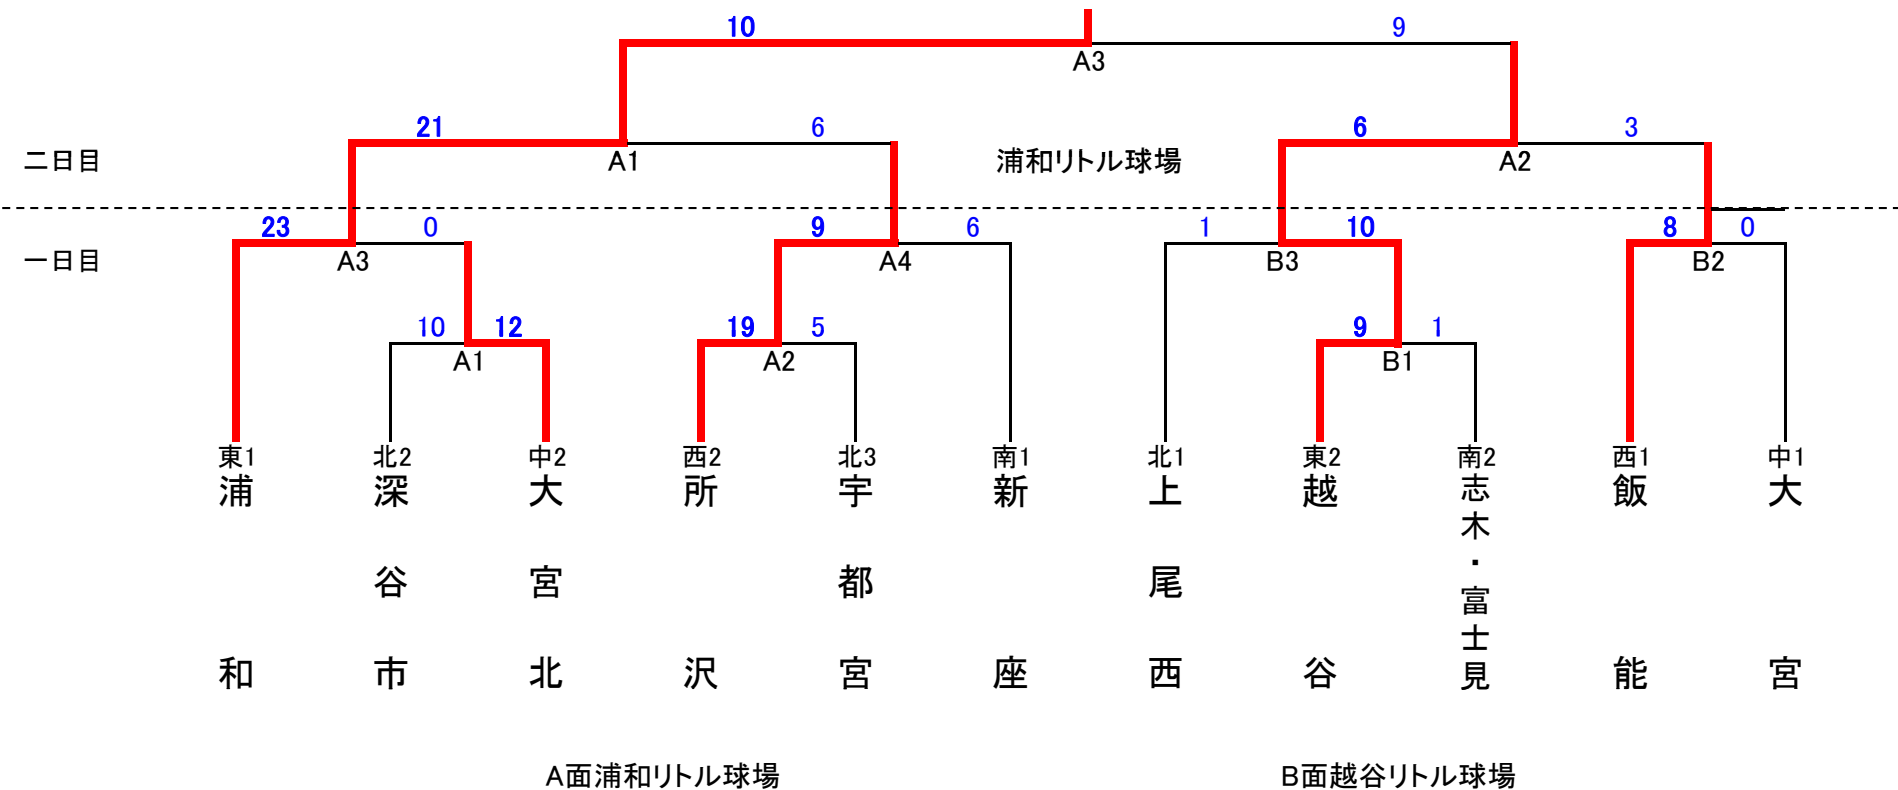 10 9
A3
21 6 6 3
二日目 A1 浦和リトル球場 A2
23 0 9 6 1 10 8 0
一日目 A3 A4 B3 B2
10 12 19 5 9 1
A1 A2 B1
東1 北2 中2 西2 北3 南1 北1 東2 南2 西1 中1
浦和
深谷市
大宮北
所沢
宇都宮
新座
上尾西
越谷
志木・富士見
飯能
大宮
A面浦和リトル球場 B面越谷リトル球場